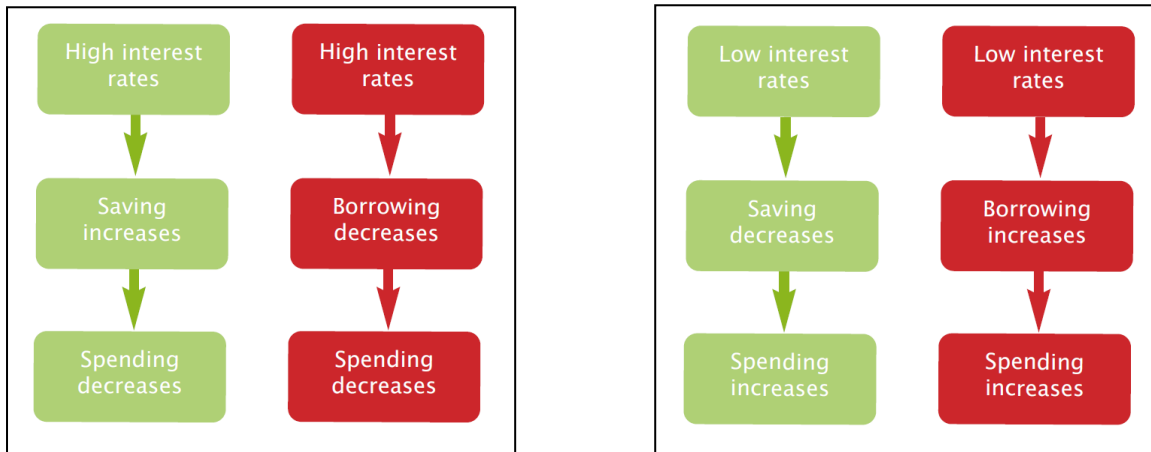 High interest
rates
Saving
increases
Spending
decreases
High interest
rates
Borrowing
decreases
Spending
decreases
Low interest
rates
Saving
decreases
Spending
increases
Low interest
rates
Borrowing
increases
Spending
increases